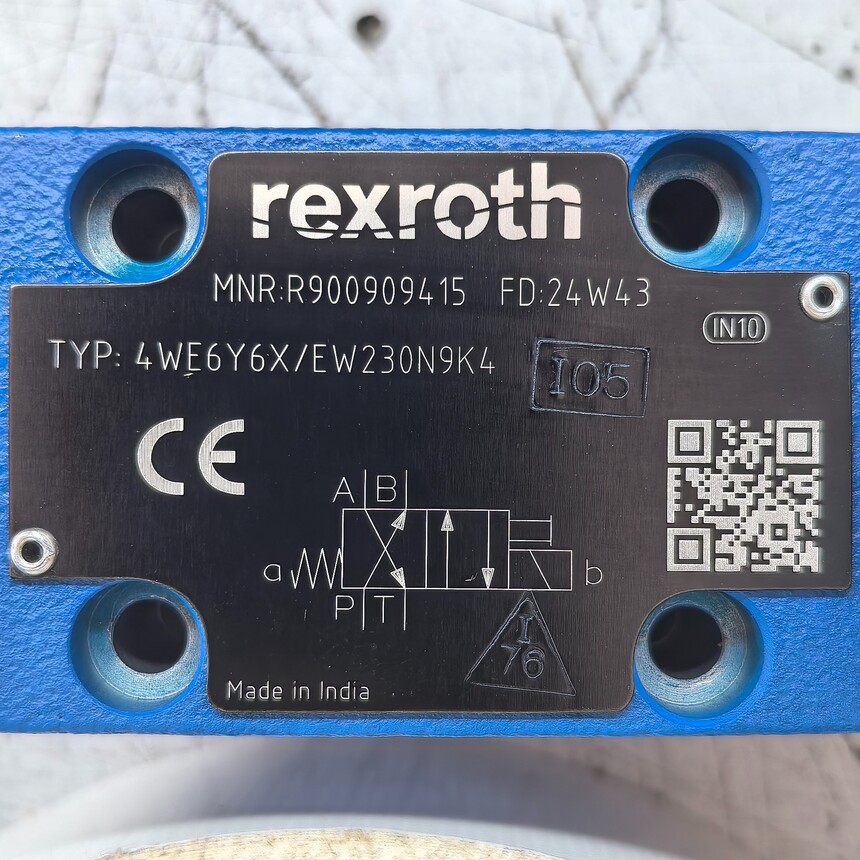 rexroth
MNR:R900909415 FD:24W43
IN10
TYP: 4WE6Y6X/EW230N9K4
I05
CE
A B
a b
P T
I
76
Made in India